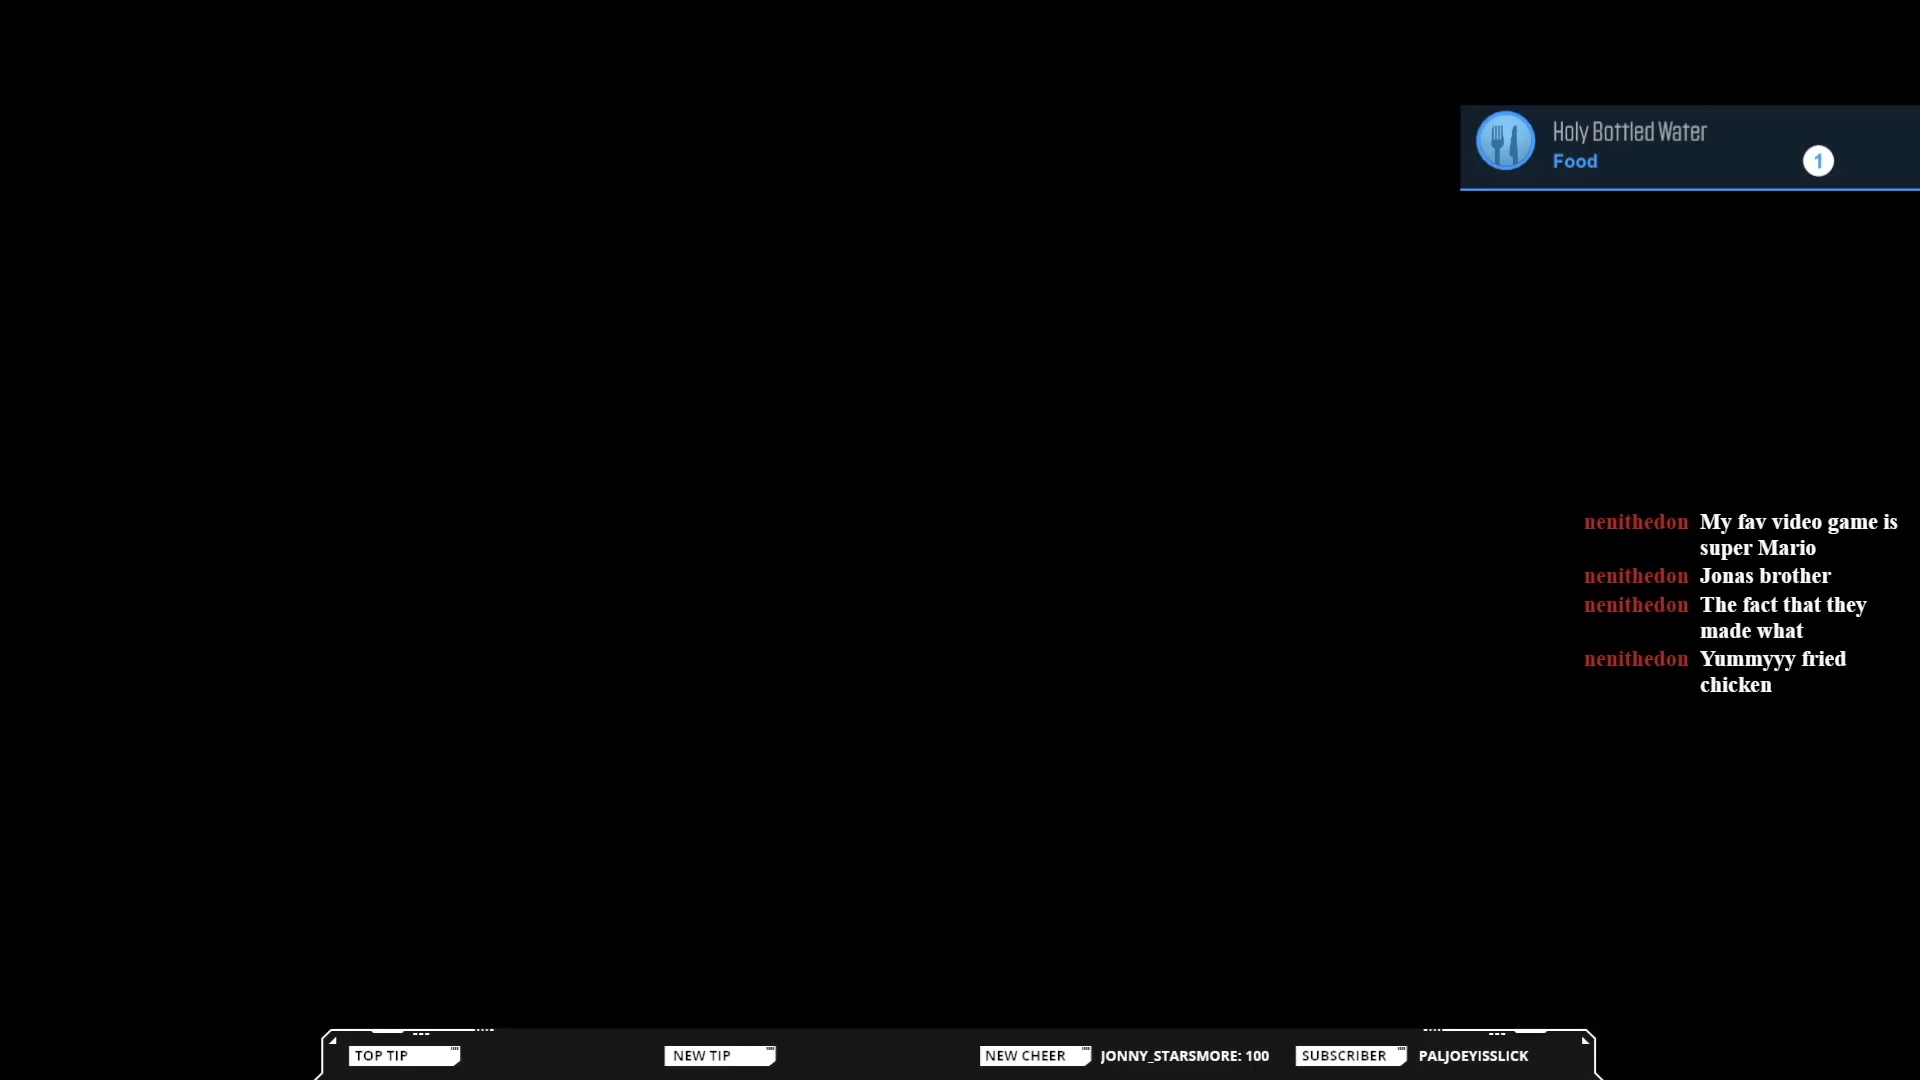 Holy Bottled Water
Food
1
nenithedon My fav video game is
super Mario
nenithedon Jonas brother
nenithedon The fact that they
made what
nenithedon Yummyyy fried
chicken
TOP TIP NEW TIP NEW CHEER JONNY_STARSMORE: 100 SUBSCRIBER PALJOEYISSLICK